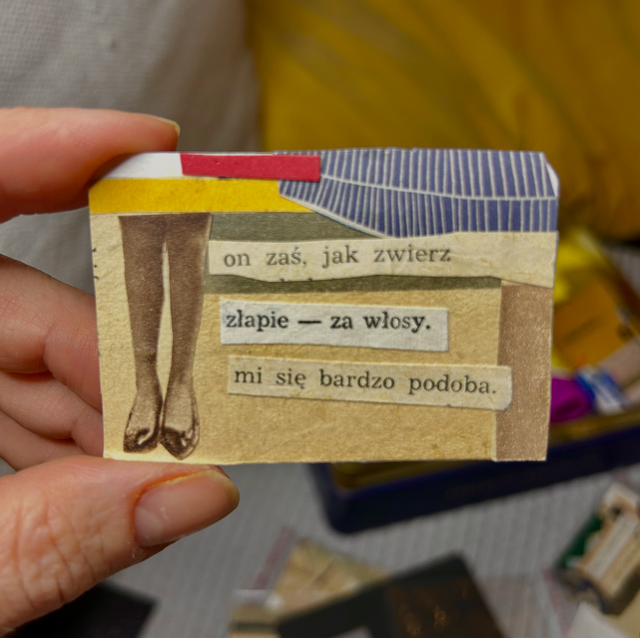 on zaś, jak zwierz
złapie — za włosy.
mi się bardzo podoba.